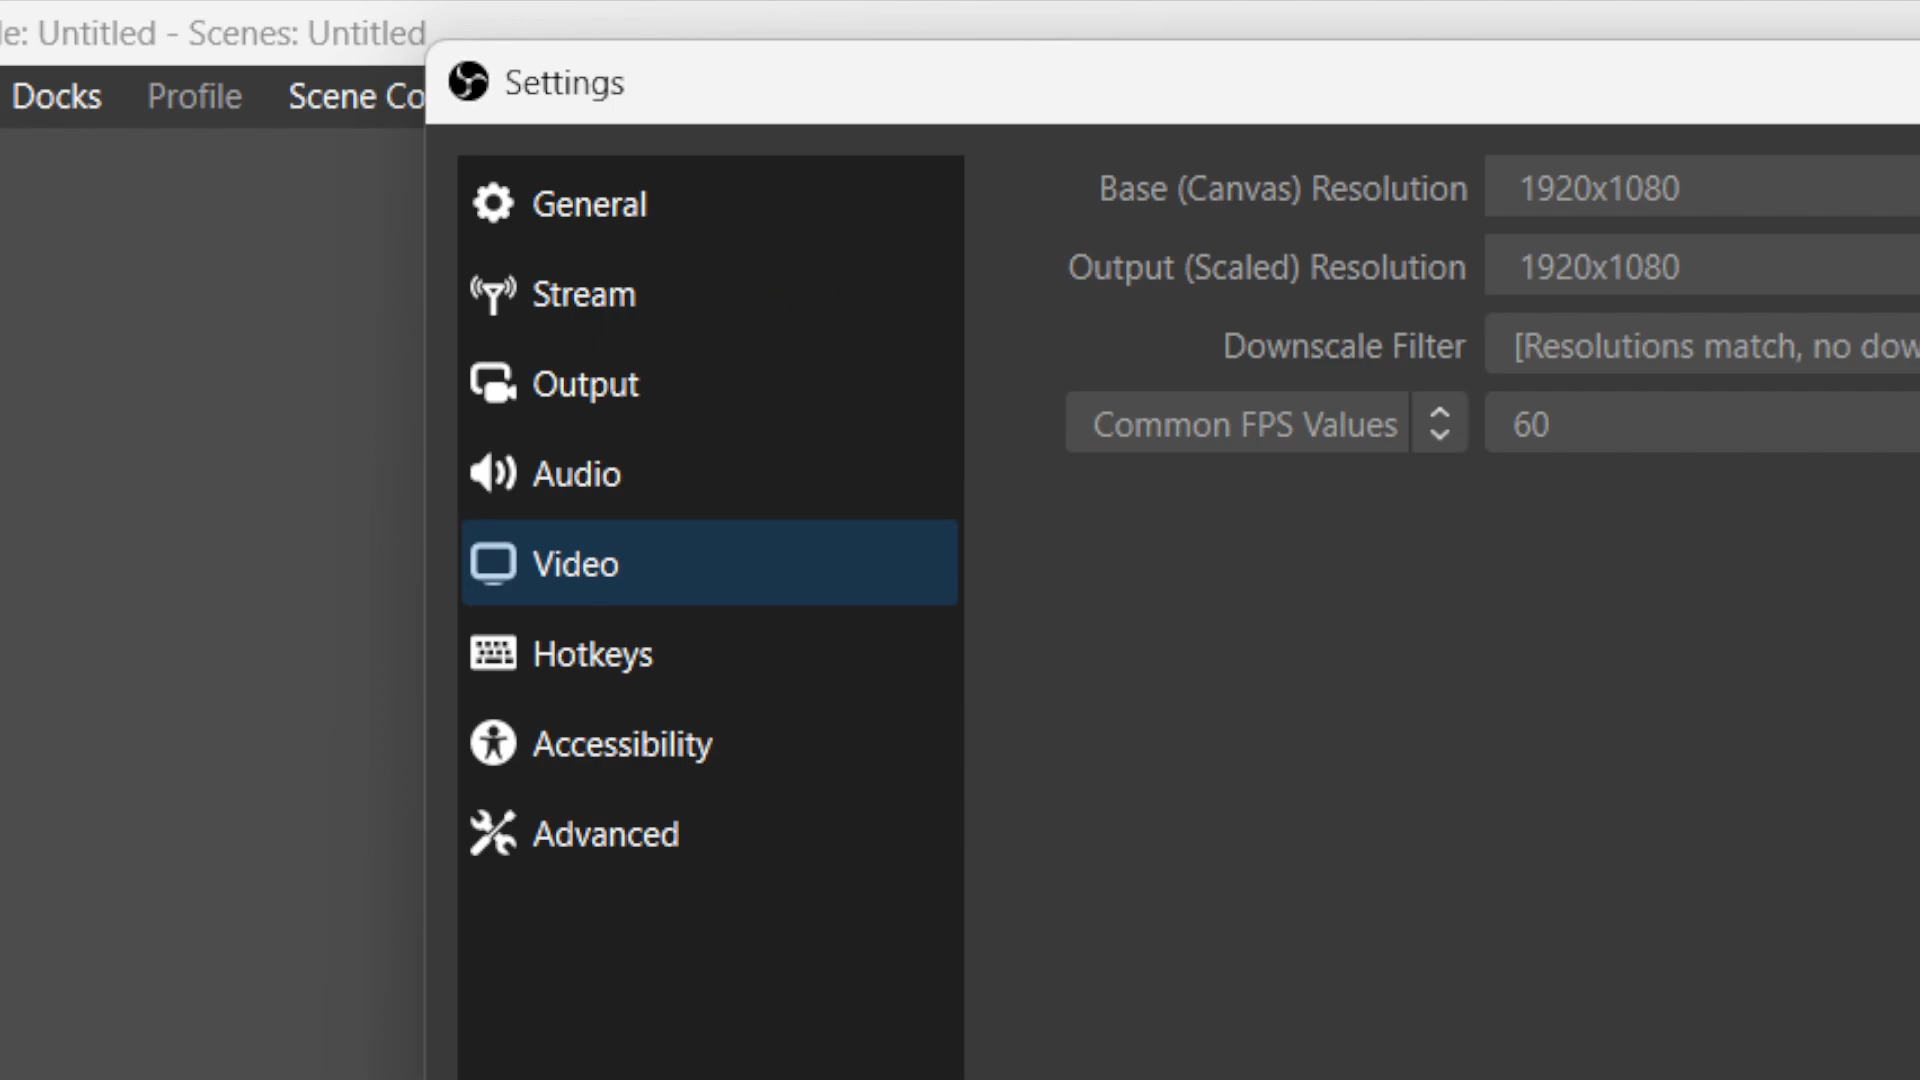 le: Untitled - Scenes: Untitled
Docks Profile Scene Co
Settings
General
Stream
Output
Audio
Video
Hotkeys
Accessibility
Advanced
Base (Canvas) Resolution 1920x1080
Output (Scaled) Resolution 1920x1080
Downscale Filter [Resolutions match, no dow
Common FPS Values 60